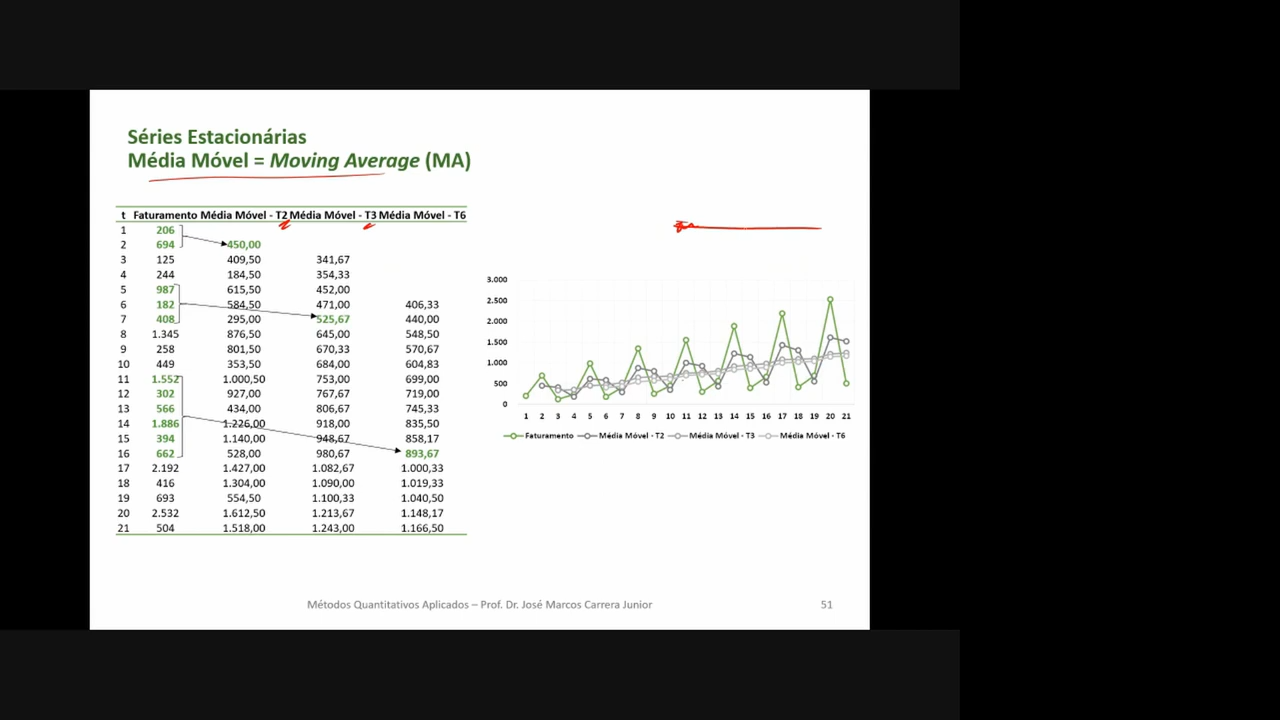 Séries Estacionárias
Média Móvel = Moving Average (MA)
t Faturamento Média Móvel - T2 Média Móvel - T3 Média Móvel - T6
1 206
2 694 450,00
3 125 409,50 341,67
4 244 184,50 354,33
5 987 615,50 452,00
6 182 584,50 471,00 406,33
7 408 295,00 525,67 440,00
8 1.345 876,50 645,00 548,50
9 258 801,50 670,33 570,67
10 449 353,50 684,00 604,83
11 1.552 1.000,50 753,00 699,00
12 302 927,00 767,67 719,00
13 566 434,00 806,67 745,33
14 1.886 1.226,00 918,00 835,50
15 394 1.140,00 948,67 858,17
16 662 528,00 980,67 893,67
17 2.192 1.427,00 1.082,67 1.000,33
18 416 1.304,00 1.090,00 1.019,33
19 693 554,50 1.100,33 1.040,50
20 2.532 1.612,50 1.213,67 1.148,17
21 504 1.518,00 1.243,00 1.166,50
3.000
2.500
2.000
1.500
1.000
500
0
1 2 3 4 5 6 7 8 9 10 11 12 13 14 15 16 17 18 19 20 21
Faturamento Média Móvel - T2 Média Móvel - T3 Média Móvel - T6
Métodos Quantitativos Aplicados – Prof. Dr. José Marcos Carrera Junior 51